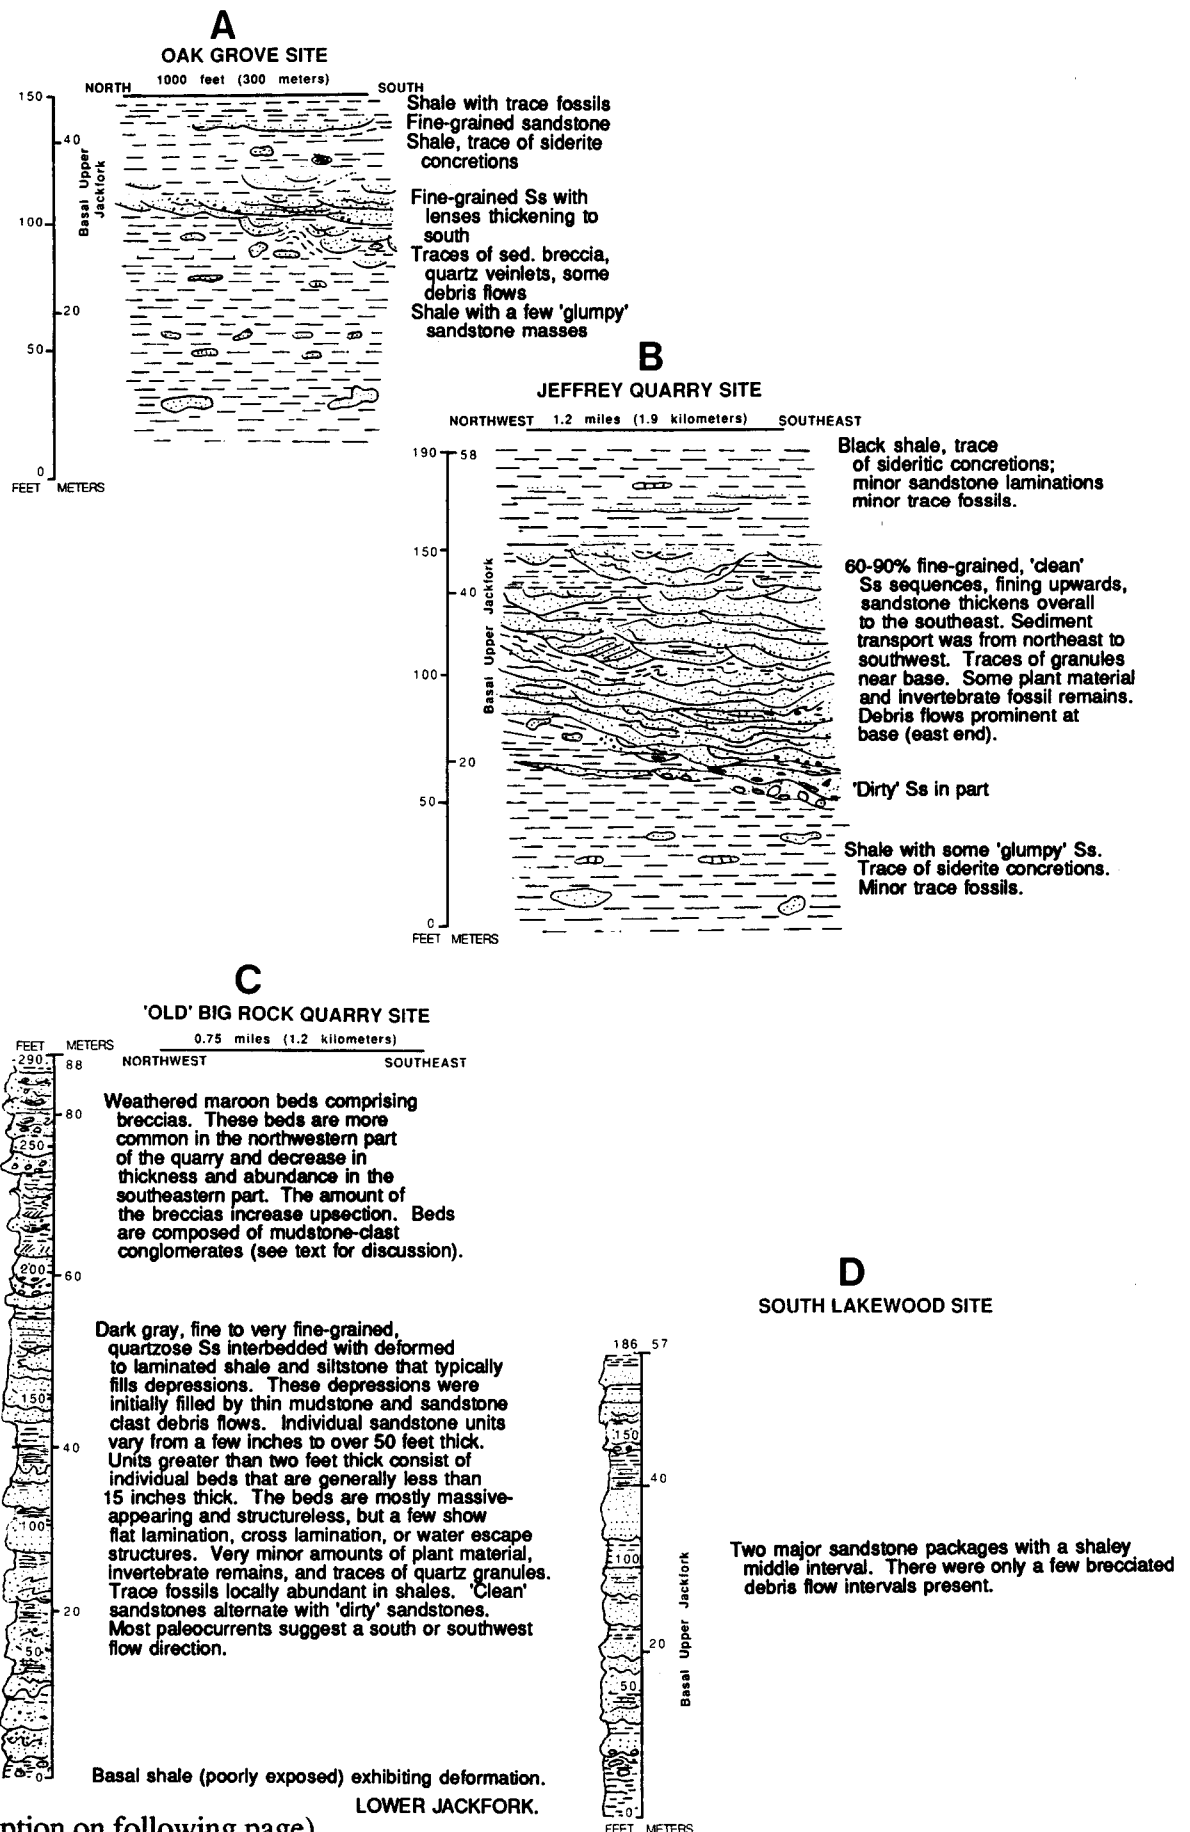 A
OAK GROVE SITE
1000 feet (300 meters)
NORTH
SOUTH
150
40
100
20
50
0
FEET METERS
Basal Upper
Jackfork
Shale with trace fossils
Fine-grained sandstone
Shale, trace of siderite
concretions
Fine-grained Ss with
lenses thickening to
south
Traces of sed. breccia,
quartz veinlets, some
debris flows
Shale with a few 'glumpy'
sandstone masses
B
JEFFREY QUARRY SITE
NORTHWEST 1.2 miles (1.9 kilometers) SOUTHEAST
190 58
150
40
100
20
50
0
FEET METERS
Basal Upper Jackfork
Black shale, trace
of sideritic concretions;
minor sandstone laminations
minor trace fossils.
60-90% fine-grained, 'clean'
Ss sequences, fining upwards,
sandstone thickens overall
to the southeast. Sediment
transport was from northeast to
southwest. Traces of granules
near base. Some plant material
and invertebrate fossil remains.
Debris flows prominent at
base (east end).
'Dirty' Ss in part
Shale with some 'glumpy' Ss.
Trace of siderite concretions.
Minor trace fossils.
C
'OLD' BIG ROCK QUARRY SITE
0.75 miles (1.2 kilometers)
NORTHWEST
SOUTHEAST
FEET METERS
290 88
80
250
200
60
150
40
100
20
50
0
Weathered maroon beds comprising
breccias. These beds are more
common in the northwestern part
of the quarry and decrease in
thickness and abundance in the
southeastern part. The amount of
the breccias increase upsection. Beds
are composed of mudstone-clast
conglomerates (see text for discussion).
Dark gray, fine to very fine-grained,
quartzose Ss interbedded with deformed
to laminated shale and siltstone that typically
fills depressions. These depressions were
initially filled by thin mudstone and sandstone
clast debris flows. Individual sandstone units
vary from a few inches to over 50 feet thick.
Units greater than two feet thick consist of
individual beds that are generally less than
15 inches thick. The beds are mostly massive-
appearing and structureless, but a few show
flat lamination, cross lamination, or water escape
structures. Very minor amounts of plant material,
invertebrate remains, and traces of quartz granules.
Trace fossils locally abundant in shales. 'Clean'
sandstones alternate with 'dirty' sandstones.
Most paleocurrents suggest a south or southwest
flow direction.
Basal shale (poorly exposed) exhibiting deformation.
LOWER JACKFORK.
D
SOUTH LAKEWOOD SITE
186 57
150
40
100
20
50
0
FEET METERS
Basal Upper Jackfork
Two major sandstone packages with a shaley
middle interval. There were only a few brecciated
debris flow intervals present.
ption on following page)